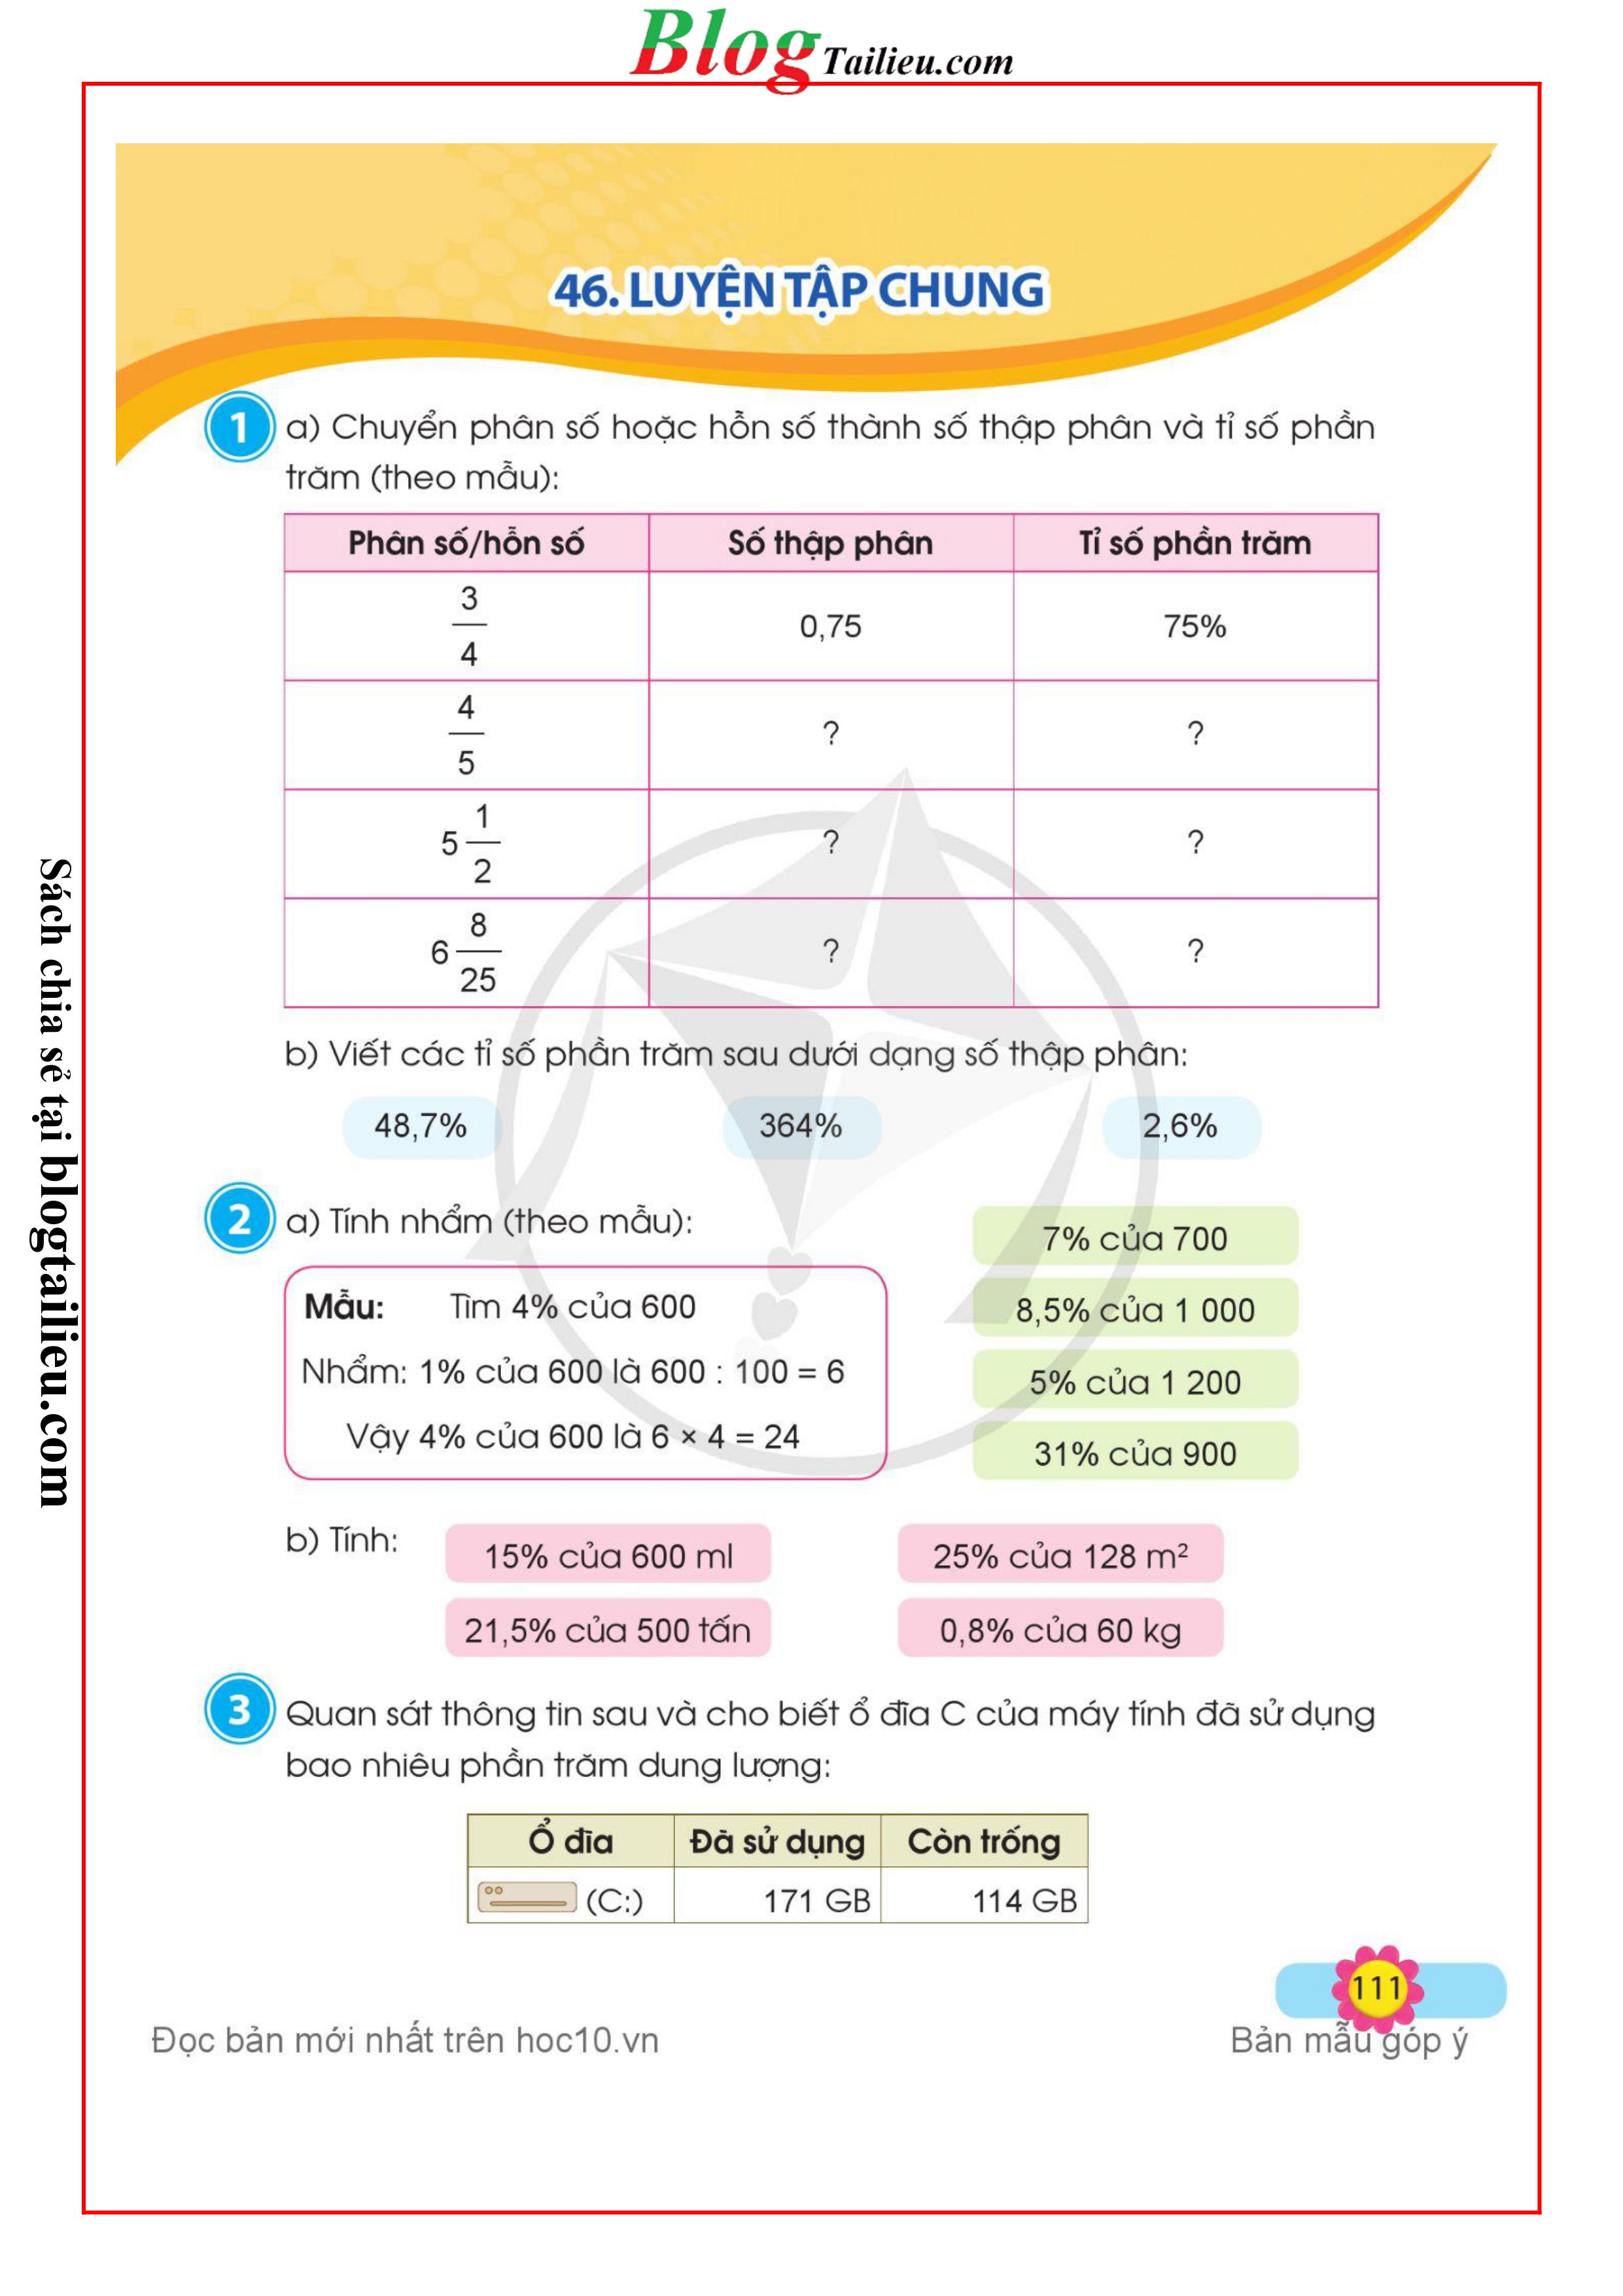 Blog Tailieu.com
46. LUYỆN TẬP CHUNG
1 a) Chuyển phân số hoặc hỗn số thành số thập phân và tỉ số phần
trăm (theo mẫu):
Phân số/hỗn số Số thập phân Tỉ số phần trăm
3/4 0,75 75%
4/5 ? ?
5 1/2 ? ?
6 8/25 ? ?
b) Viết các tỉ số phần trăm sau dưới dạng số thập phân:
48,7% 364% 2,6%
2 a) Tính nhẩm (theo mẫu):
Mẫu: Tìm 4% của 600
Nhẩm: 1% của 600 là 600 : 100 = 6
Vậy 4% của 600 là 6 × 4 = 24
7% của 700
8,5% của 1 000
5% của 1 200
31% của 900
b) Tính:
15% của 600 ml 25% của 128 m²
21,5% của 500 tấn 0,8% của 60 kg
3 Quan sát thông tin sau và cho biết ổ đĩa C của máy tính đã sử dụng
bao nhiêu phần trăm dung lượng:
Ổ đĩa Đã sử dụng Còn trống
(C:) 171 GB 114 GB
111
Đọc bản mới nhất trên hoc10.vn Bản mẫu góp ý
Sách chia sẻ tại blogtailieu.com